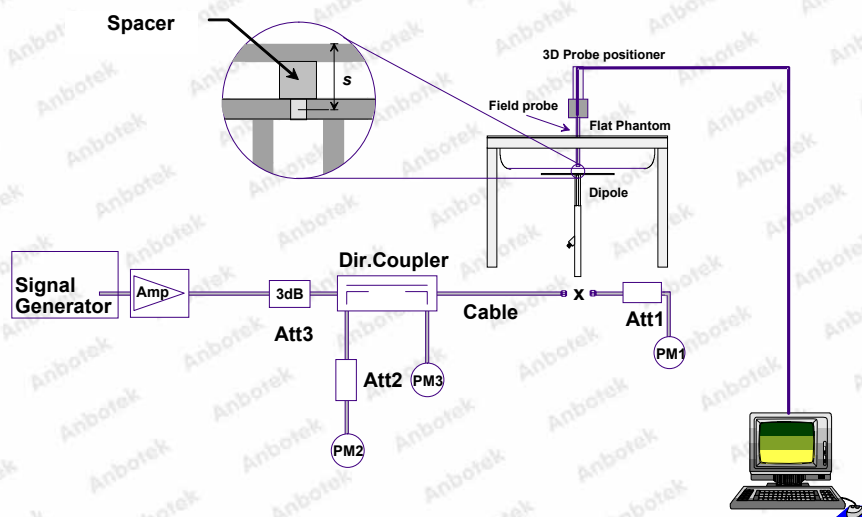 Spacer
s
3D Probe positioner
Field probe
Flat Phantom
Dipole
Signal
Generator
Amp
3dB
Att3
Dir.Coupler
Cable
x
Att1
PM1
Att2
PM3
PM2
Anbotek